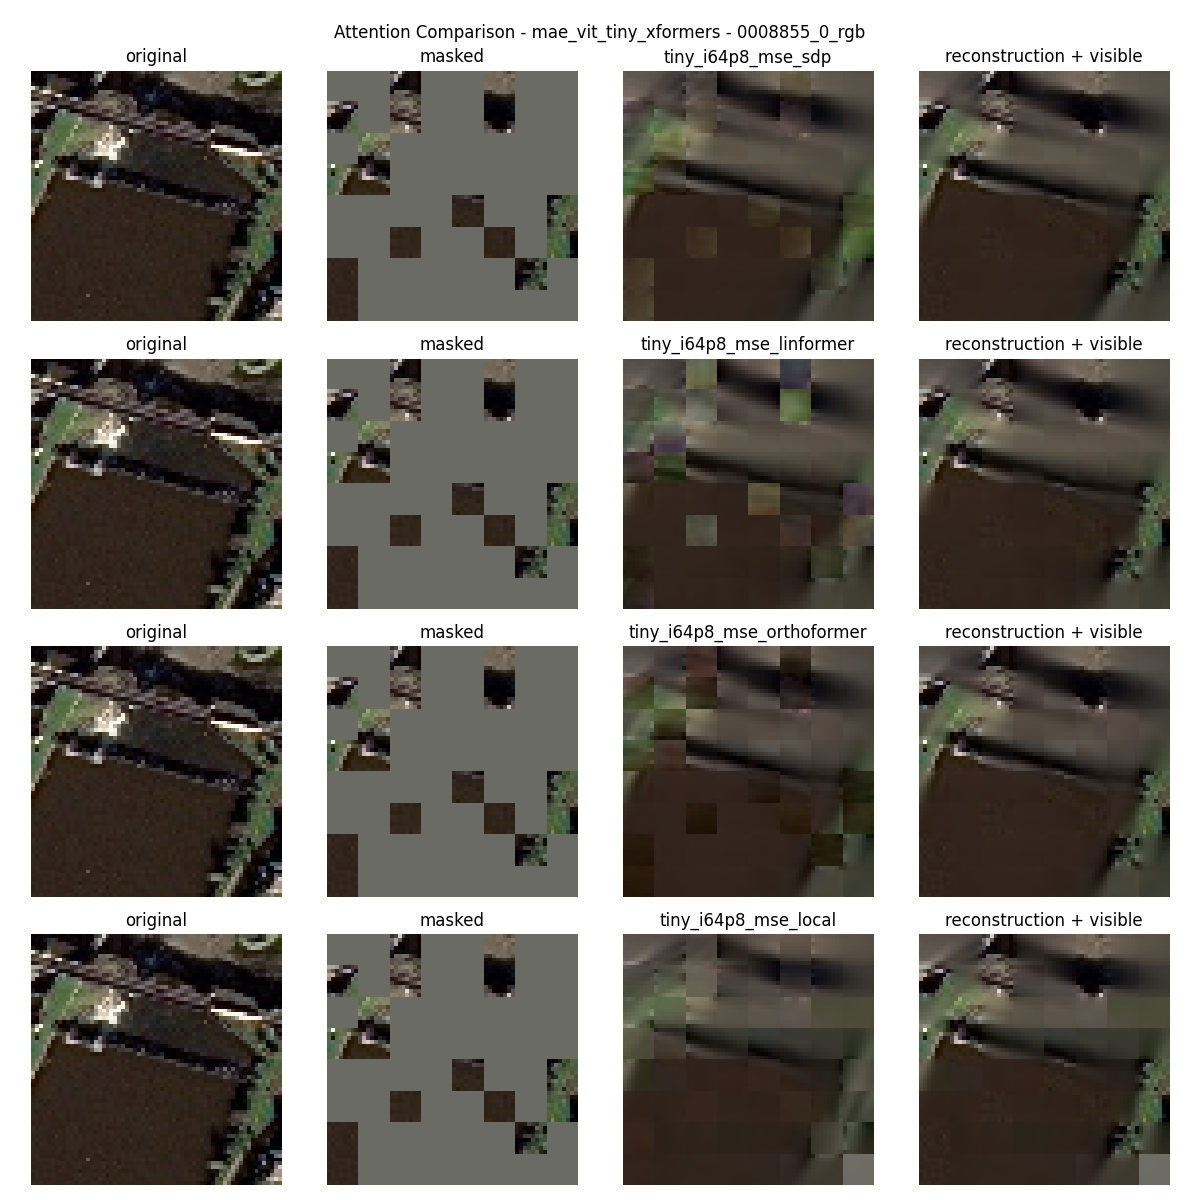 Attention Comparison - mae_vit_tiny_xformers - 0008855_0_rgb
original masked tiny_i64p8_mse_sdp reconstruction + visible
original masked tiny_i64p8_mse_linformer reconstruction + visible
original masked tiny_i64p8_mse_orthoformer reconstruction + visible
original masked tiny_i64p8_mse_local reconstruction + visible